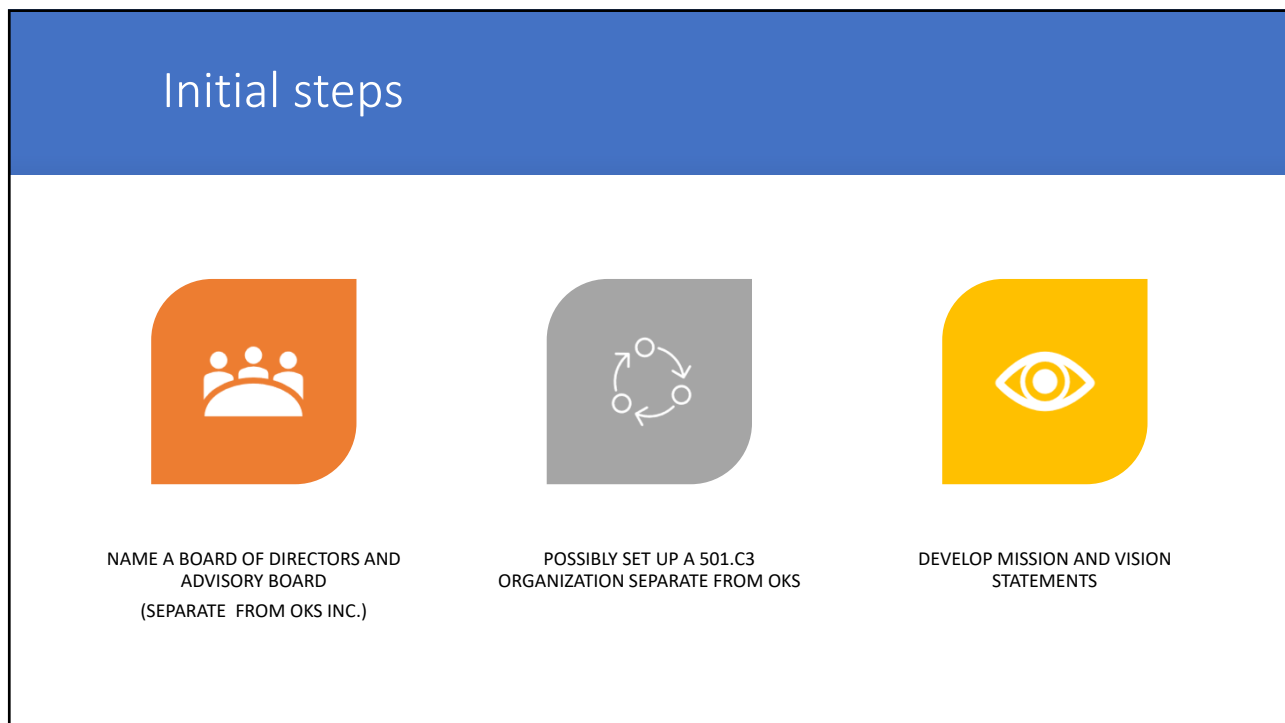 Initial steps
NAME A BOARD OF DIRECTORS AND
ADVISORY BOARD
(SEPARATE  FROM OKS INC.)
POSSIBLY SET UP A 501.C3
ORGANIZATION SEPARATE FROM OKS
DEVELOP MISSION AND VISION
STATEMENTS